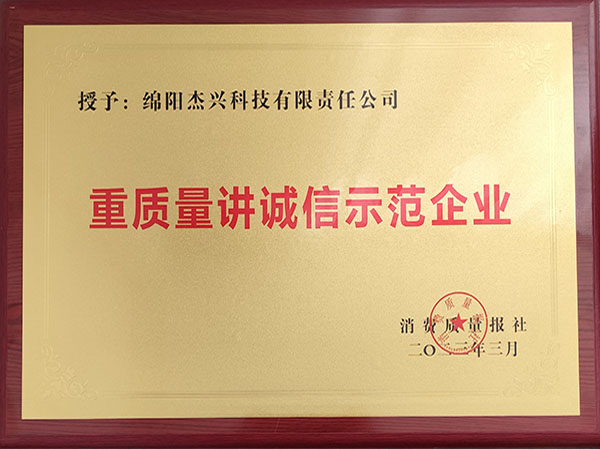 授予：绵阳杰兴科技有限责任公司
重质量讲诚信示范企业
消费质量报社
二〇二三年三月